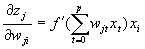 ∂z_j/∂w_ji = f′(∑_{t=0}^{p} w_jt x_t) x_i